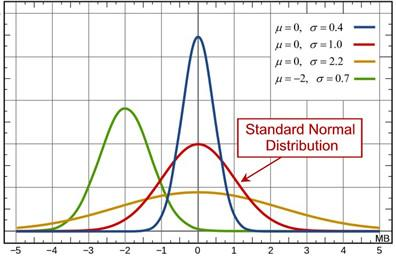 μ = 0, σ = 0.4
μ = 0, σ = 1.0
μ = 0, σ = 2.2
μ = −2, σ = 0.7
Standard Normal
Distribution
MB
−5 −4 −3 −2 −1 0 1 2 3 4 5